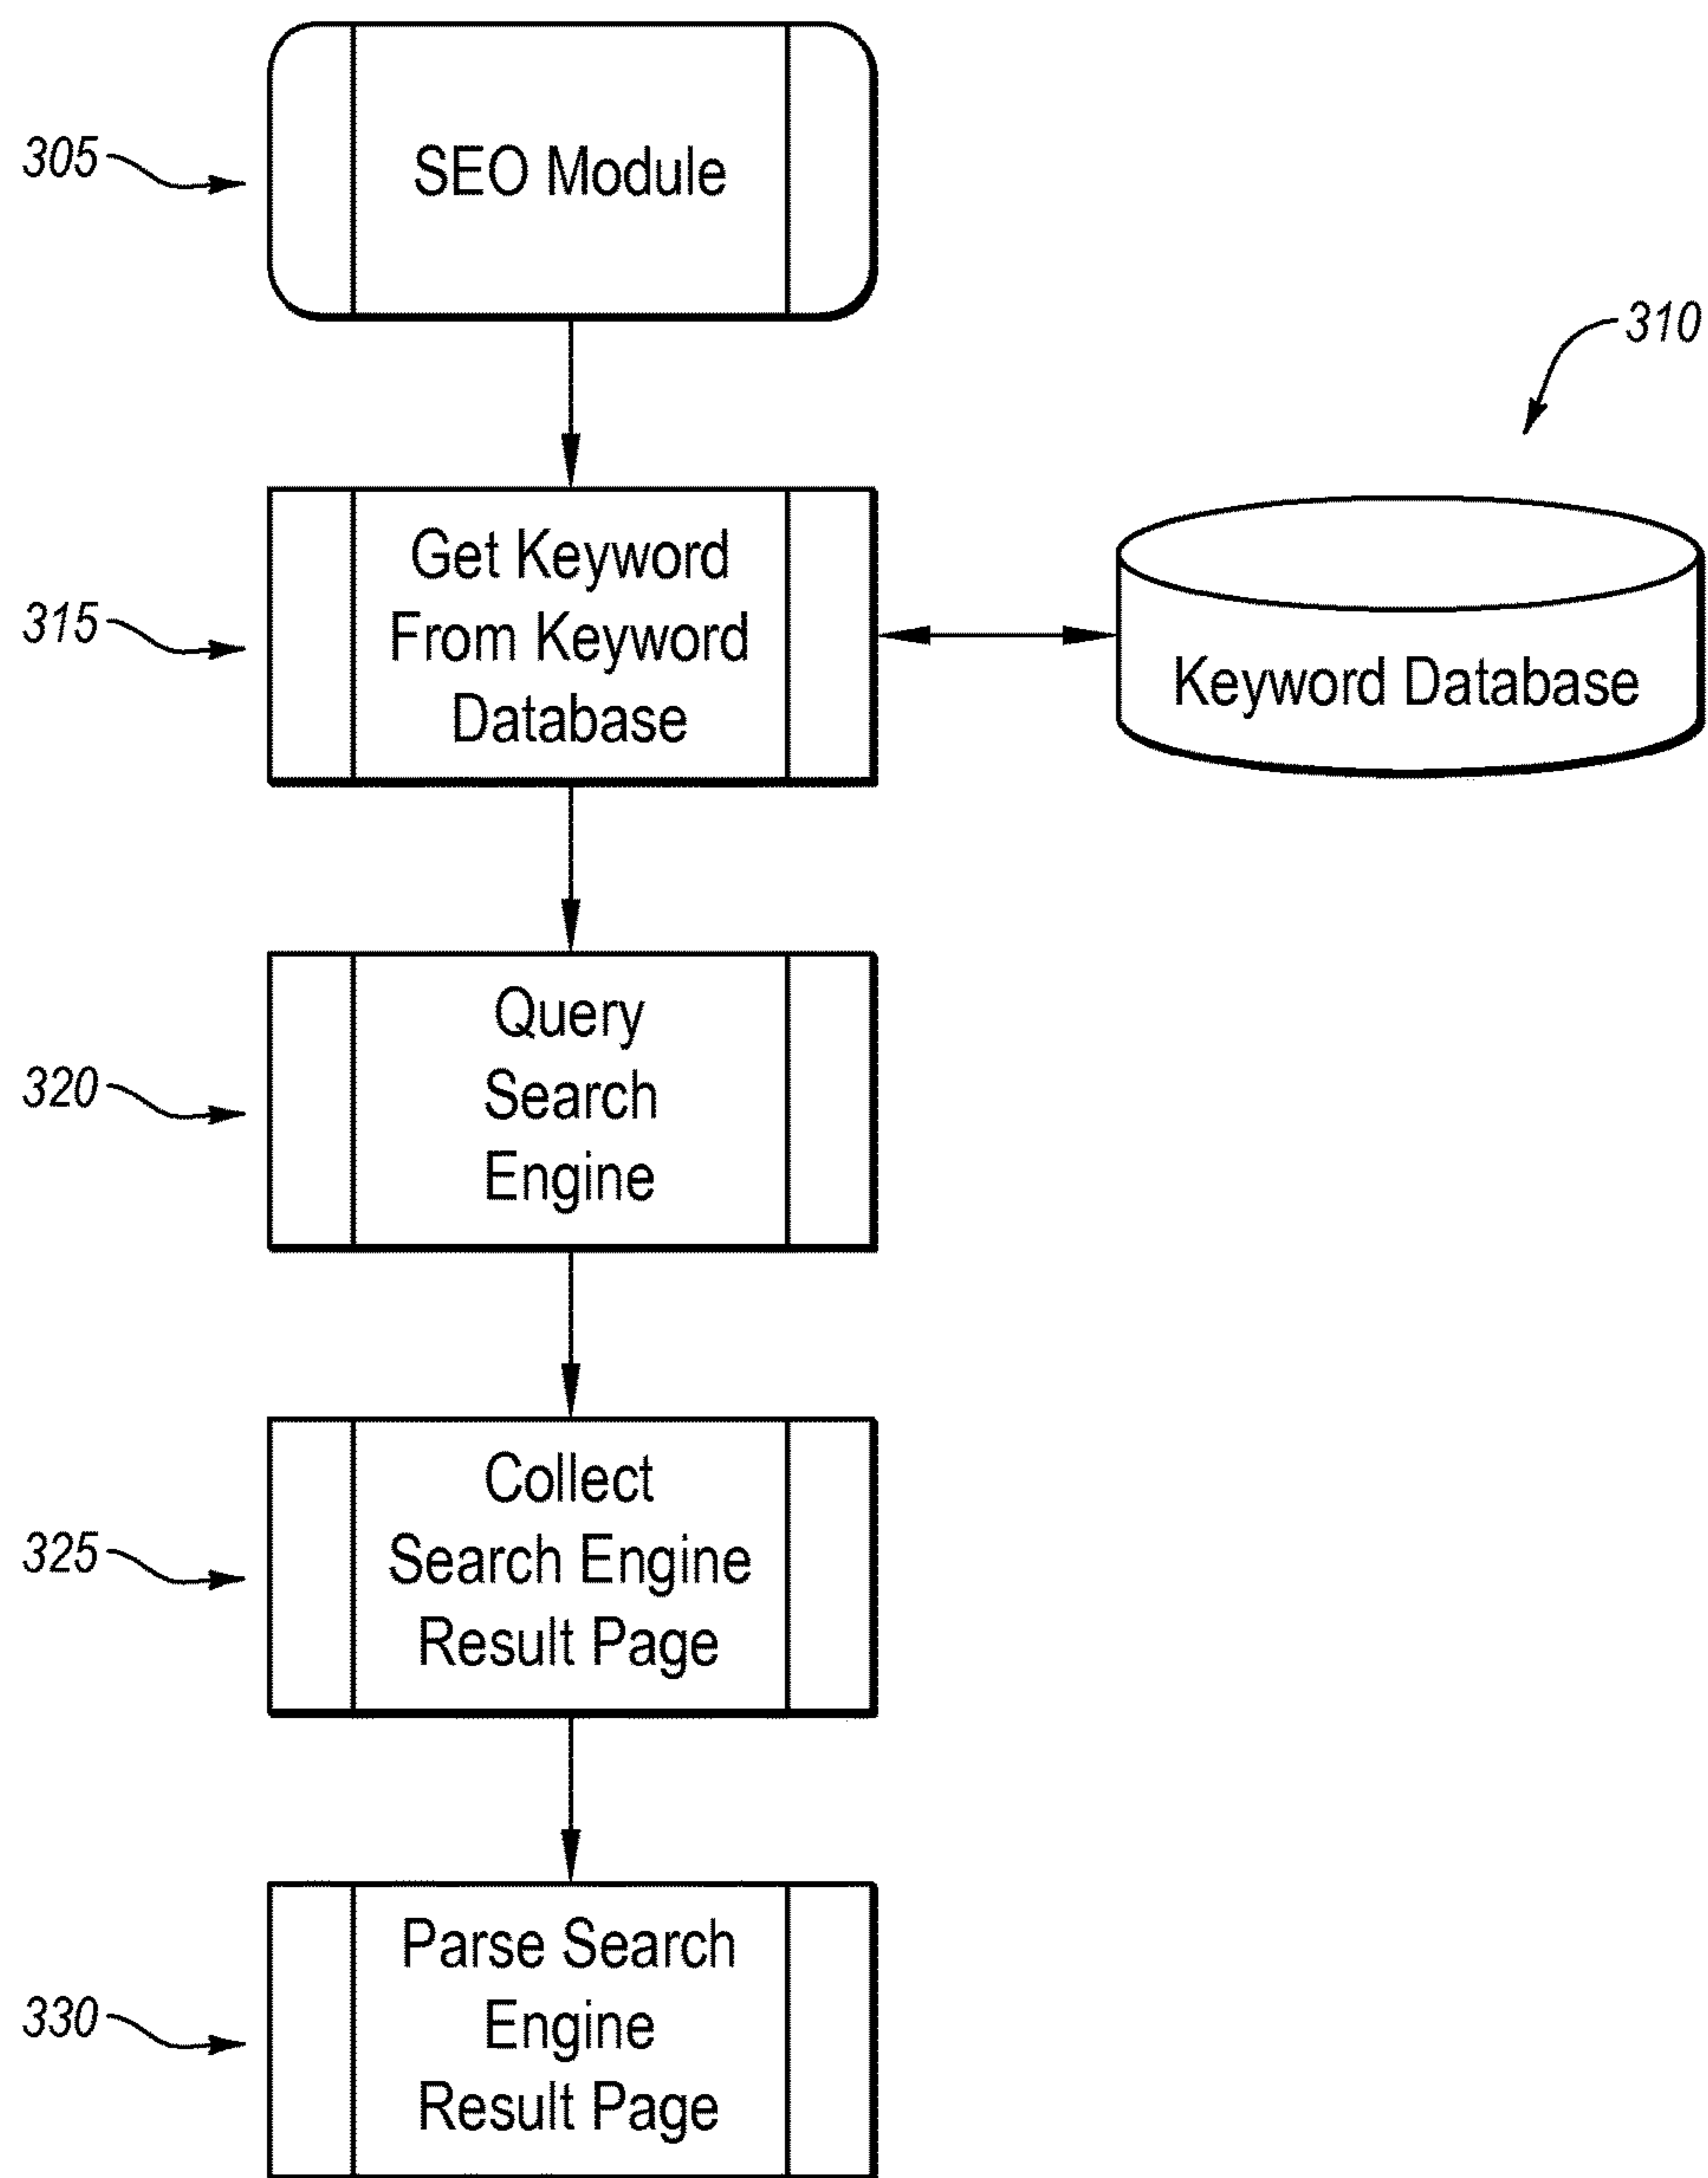 305
SEO Module
310
315
Get Keyword
From Keyword
Database
Keyword Database
320
Query
Search
Engine
325
Collect
Search Engine
Result Page
330
Parse Search
Engine
Result Page